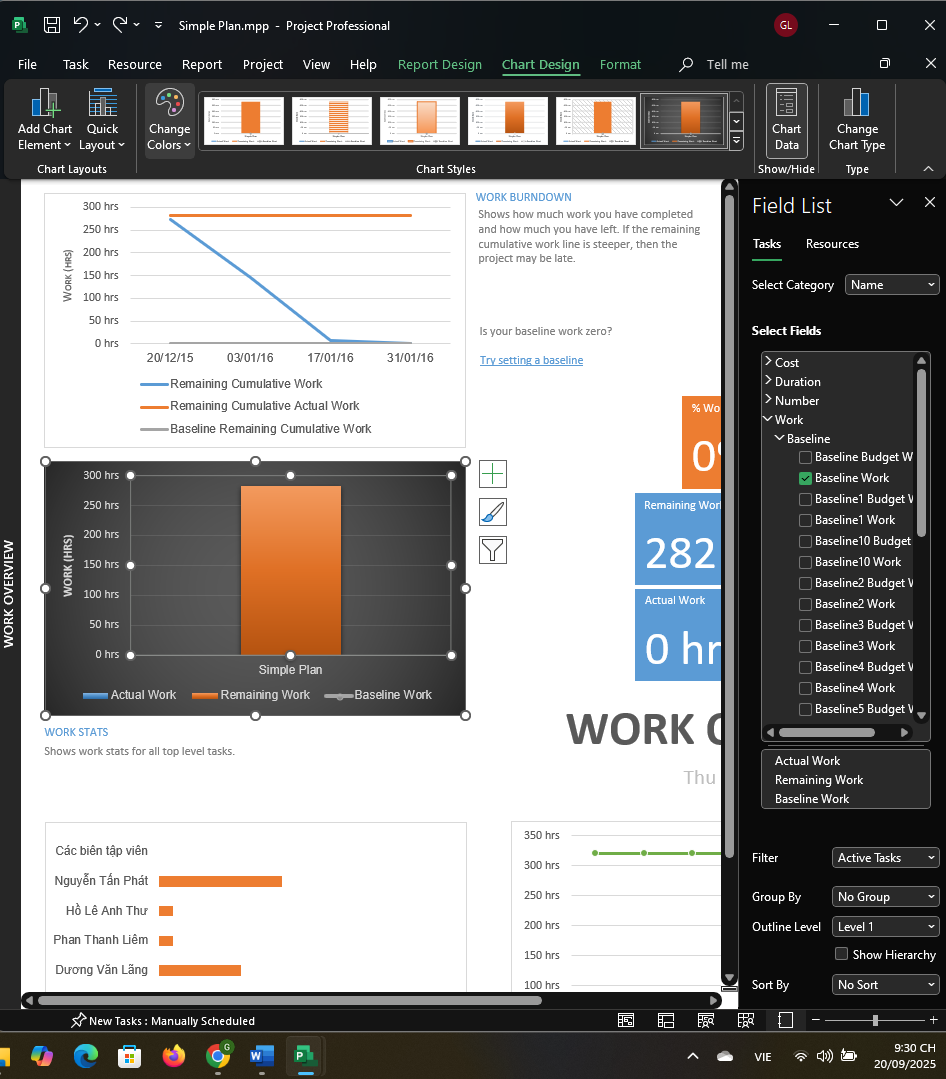 Simple Plan.mpp - Project Professional
GL
File Task Resource Report Project View Help Report Design Chart Design Format Tell me
Add Chart Element
Quick Layout
Change Colors
Chart Data
Change Chart Type
Chart Layouts
Chart Styles
Show/Hide
Type
WORK OVERVIEW
300 hrs
250 hrs
200 hrs
150 hrs
100 hrs
50 hrs
0 hrs
WORK (HRS)
20/12/15 03/01/16 17/01/16 31/01/16
Remaining Cumulative Work
Remaining Cumulative Actual Work
Baseline Remaining Cumulative Work
WORK BURNDOWN
Shows how much work you have completed
and how much you have left. If the remaining
cumulative work line is steeper, then the
project may be late.
Is your baseline work zero?
Try setting a baseline
% Wo
0
Remaining Wor
282
Actual Work
0 hr
300 hrs
250 hrs
200 hrs
150 hrs
100 hrs
50 hrs
0 hrs
WORK (HRS)
Simple Plan
Actual Work Remaining Work Baseline Work
WORK STATS
Shows work stats for all top level tasks.
WORK O
Thu
Các biên tập viên
Nguyễn Tấn Phát
Hồ Lê Anh Thư
Phan Thanh Liêm
Dương Văn Lãng
350 hrs
300 hrs
250 hrs
200 hrs
150 hrs
100 hrs
Field List
Tasks Resources
Select Category Name
Select Fields
Cost
Duration
Number
Work
Baseline
Baseline Budget W
Baseline Work
Baseline1 Budget W
Baseline1 Work
Baseline10 Budget
Baseline10 Work
Baseline2 Budget W
Baseline2 Work
Baseline3 Budget W
Baseline3 Work
Baseline4 Budget W
Baseline4 Work
Baseline5 Budget W
Actual Work
Remaining Work
Baseline Work
Filter Active Tasks
Group By No Group
Outline Level Level 1
Show Hierarchy
Sort By No Sort
New Tasks : Manually Scheduled
VIE
9:30 CH
20/09/2025